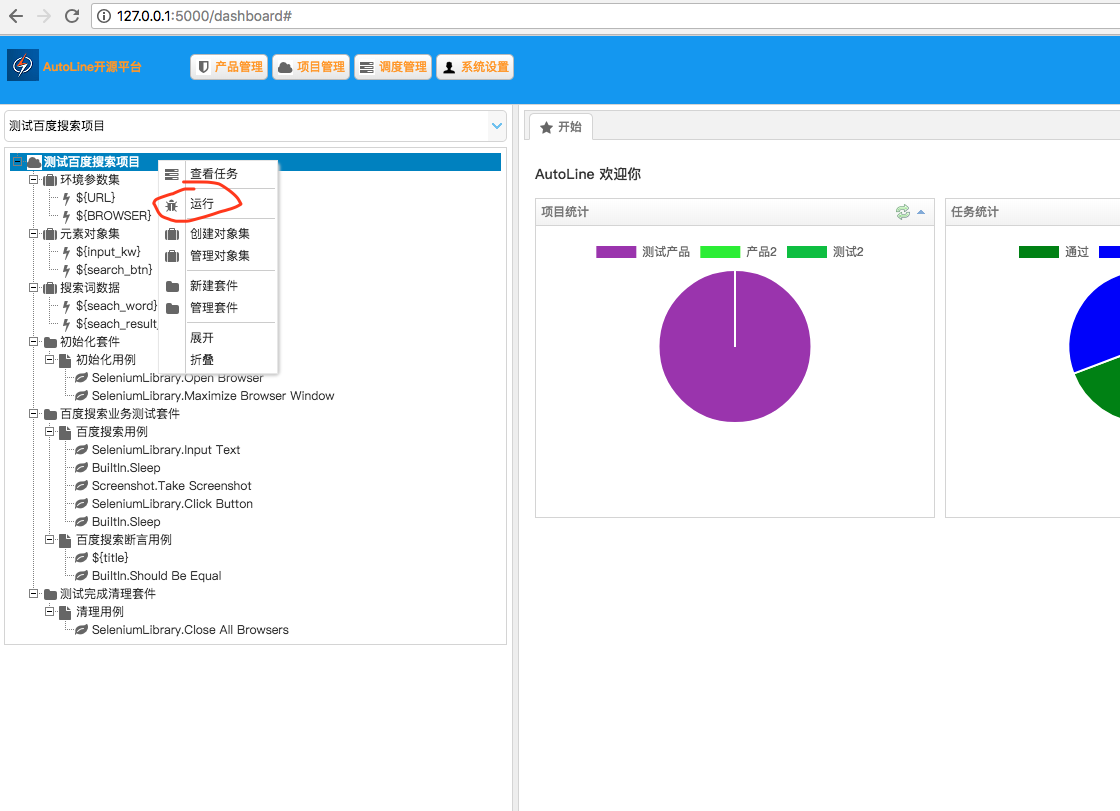 127.0.0.1:5000/dashboard#
AutoLine开源平台
产品管理 项目管理 调度管理 系统设置
测试百度搜索项目
开始
测试百度搜索项目
环境参数集
${URL}
${BROWSER}
元素对象集
${input_kw}
${search_btn}
搜索词数据
${seach_word}
${seach_result
初始化套件
初始化用例
SeleniumLibrary.Open Browser
SeleniumLibrary.Maximize Browser Window
百度搜索业务测试套件
百度搜索用例
SeleniumLibrary.Input Text
BuiltIn.Sleep
Screenshot.Take Screenshot
SeleniumLibrary.Click Button
BuiltIn.Sleep
百度搜索断言用例
${title}
BuiltIn.Should Be Equal
测试完成清理套件
清理用例
SeleniumLibrary.Close All Browsers
查看任务
运行
创建对象集
管理对象集
新建套件
管理套件
展开
折叠
AutoLine 欢迎你
项目统计
测试产品 产品2 测试2
任务统计
通过